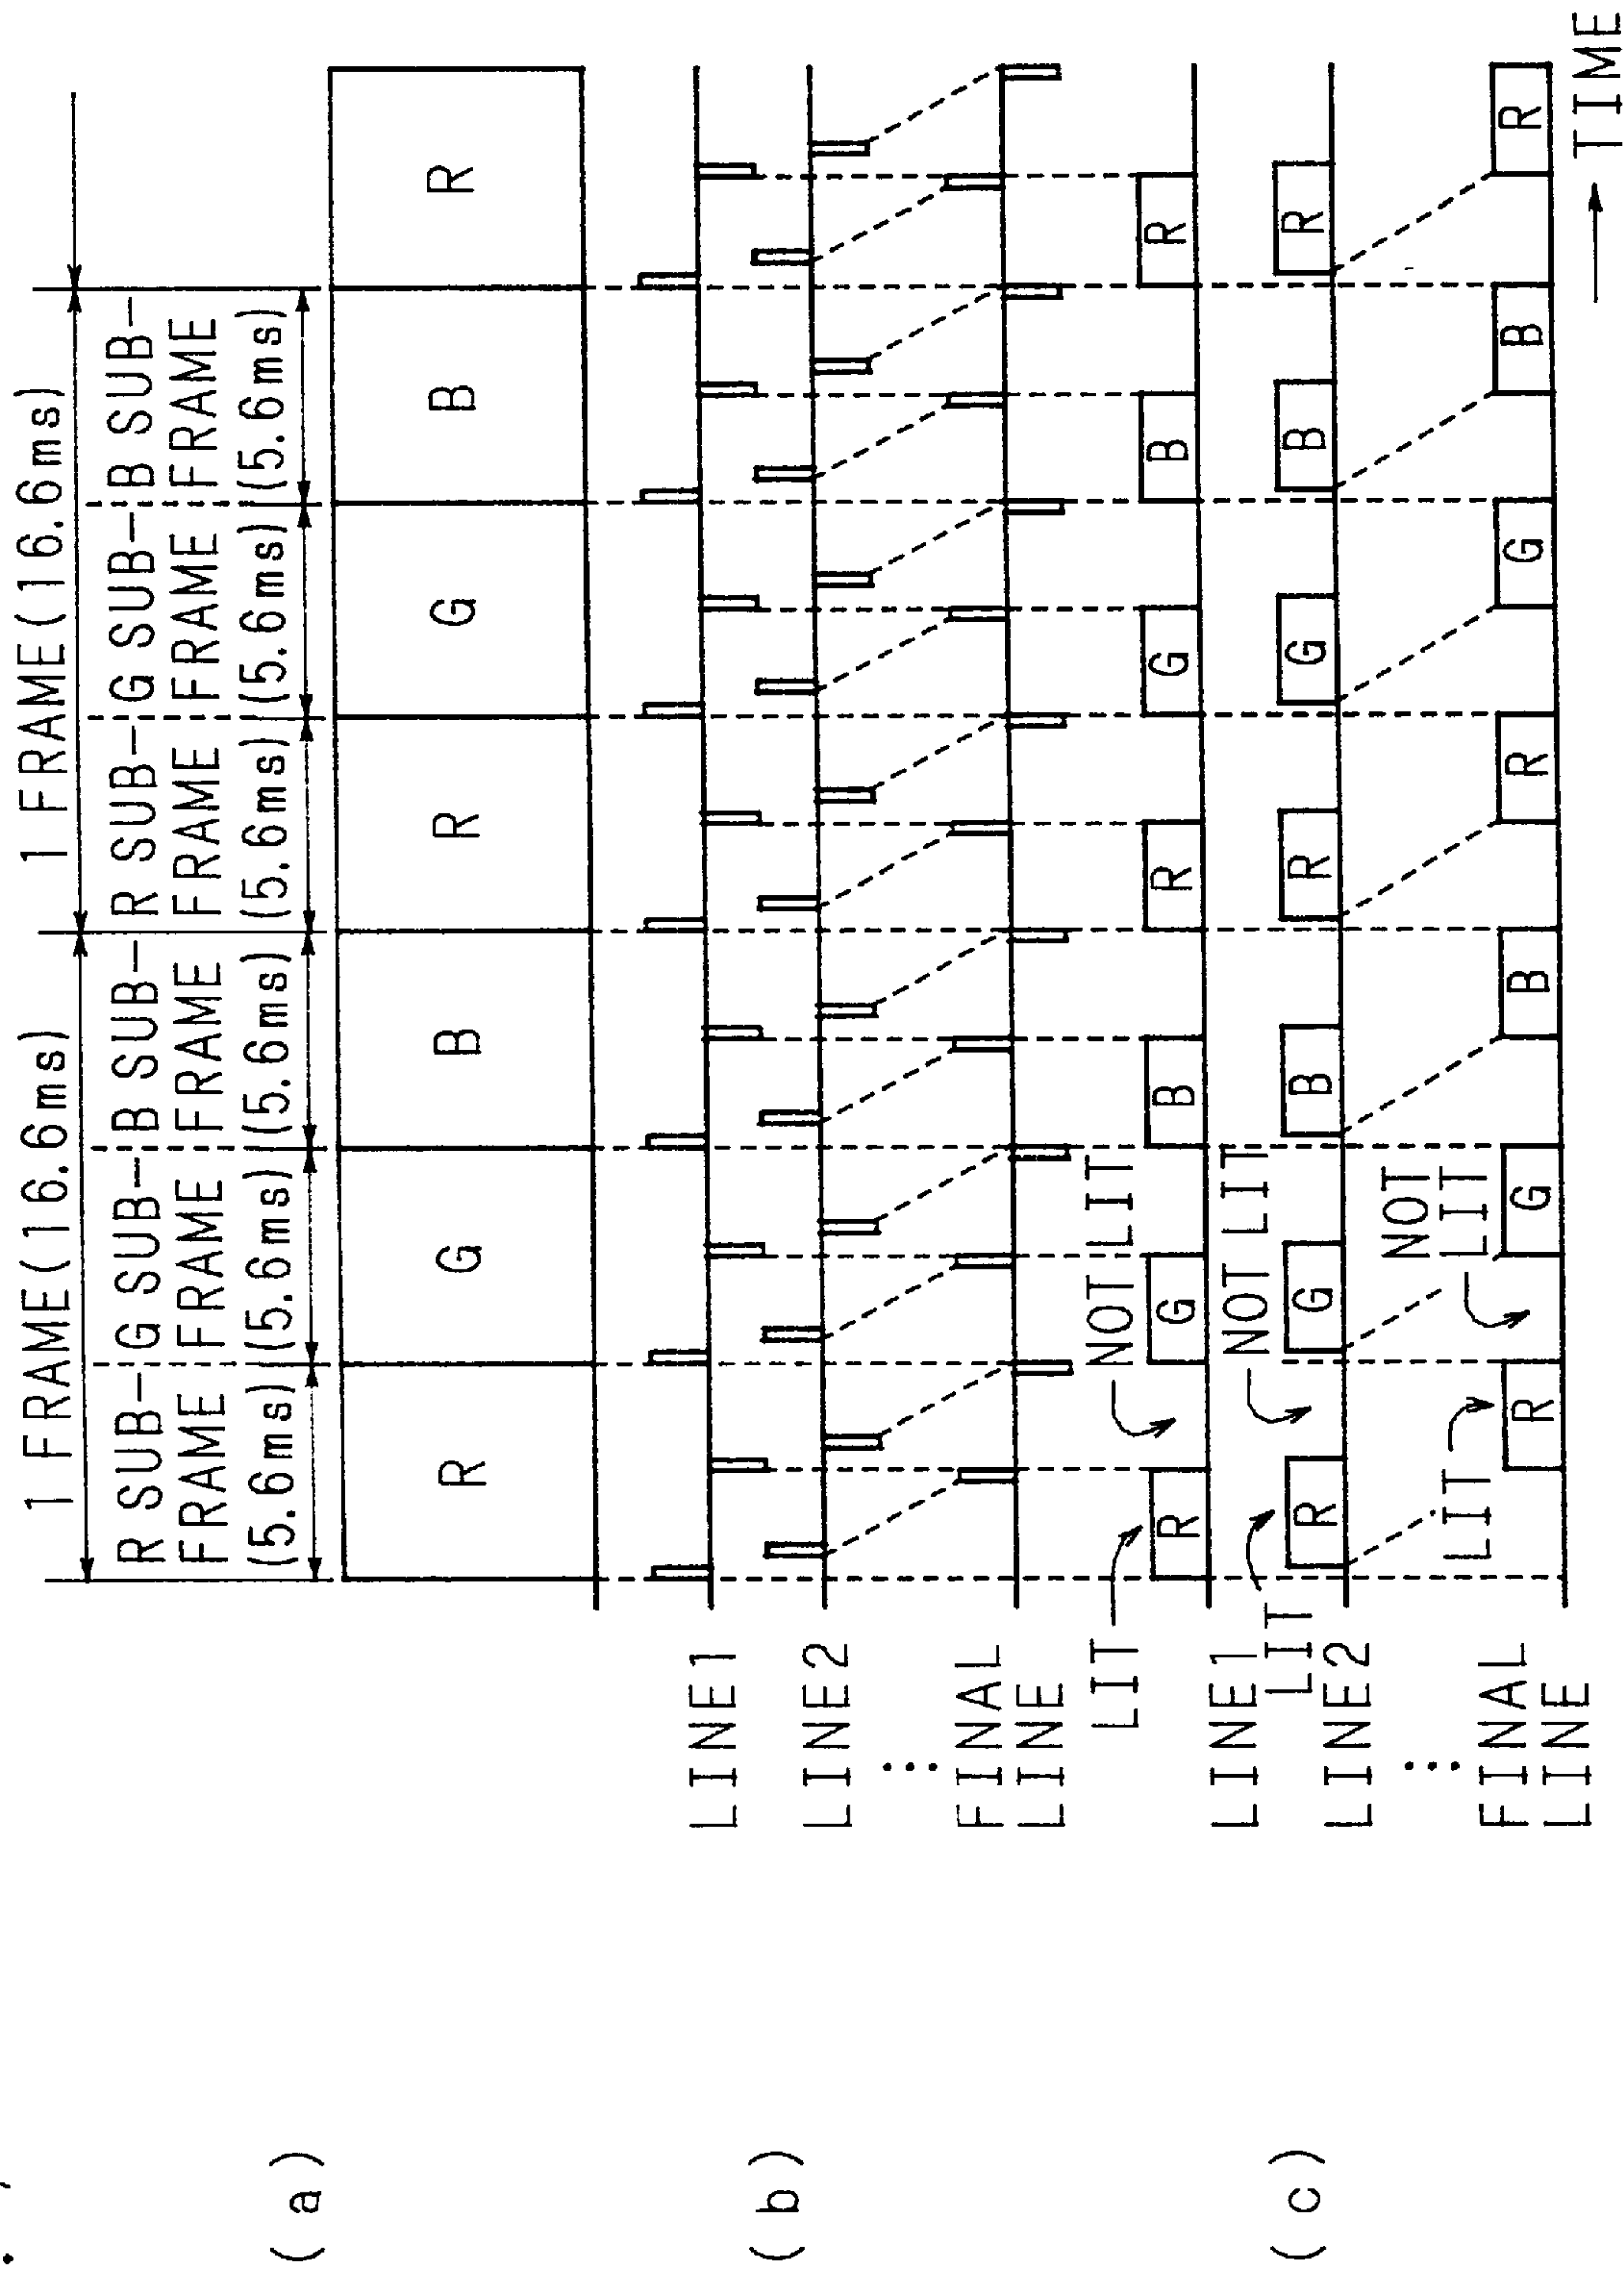 1 FRAME(16.6ms) 1 FRAME(16.6ms)
R SUB- G SUB- B SUB- R SUB- G SUB- B SUB-
FRAME FRAME FRAME FRAME FRAME FRAME
(5.6ms) (5.6ms) (5.6ms) (5.6ms) (5.6ms) (5.6ms)
(a)
R G B R G B R
(b)
LINE1
LINE2
⋮
FINAL
LINE
(c)
LIT NOT LIT
R G B R G B R
LINE1
LIT NOT LIT
R G B R G B R
LINE2
⋮
LIT NOT
LIT
FINAL
LINE
R G B R G B R
TIME